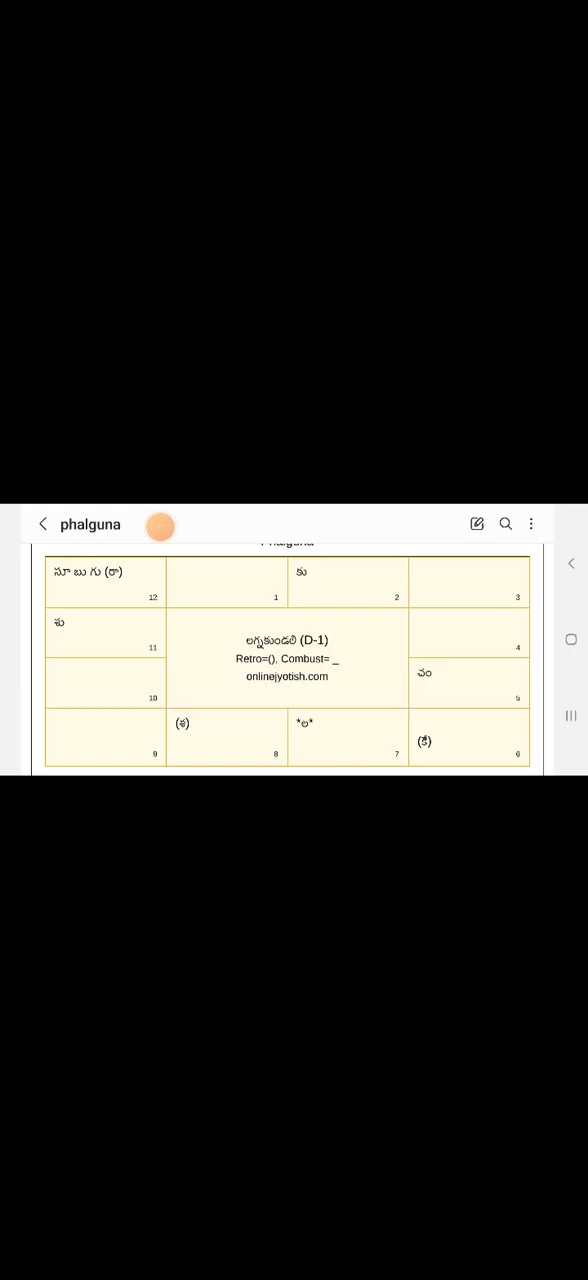 phalguna
Phalguna
సూ బు గు (రా)
12
1
కు
2
3
శు
11
లగ్నకుండలి (D-1)
Retro=(), Combust= _
onlinejyotish.com
4
10
చం
5
9
(శ)
8
*ల*
7
(కే)
6